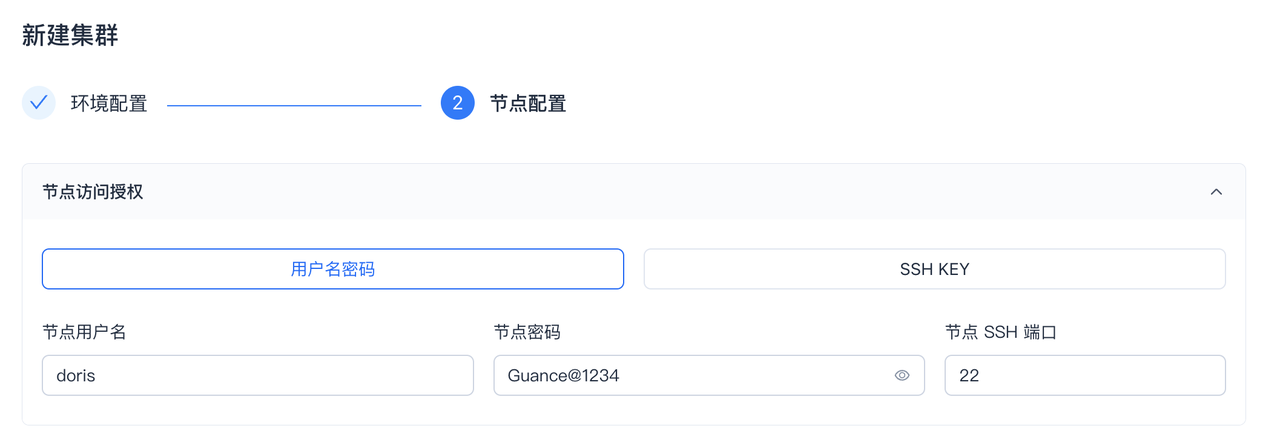 新建集群
环境配置
2 节点配置
节点访问授权
用户名密码 SSH KEY
节点用户名 节点密码 节点 SSH 端口
doris Guance@1234 22